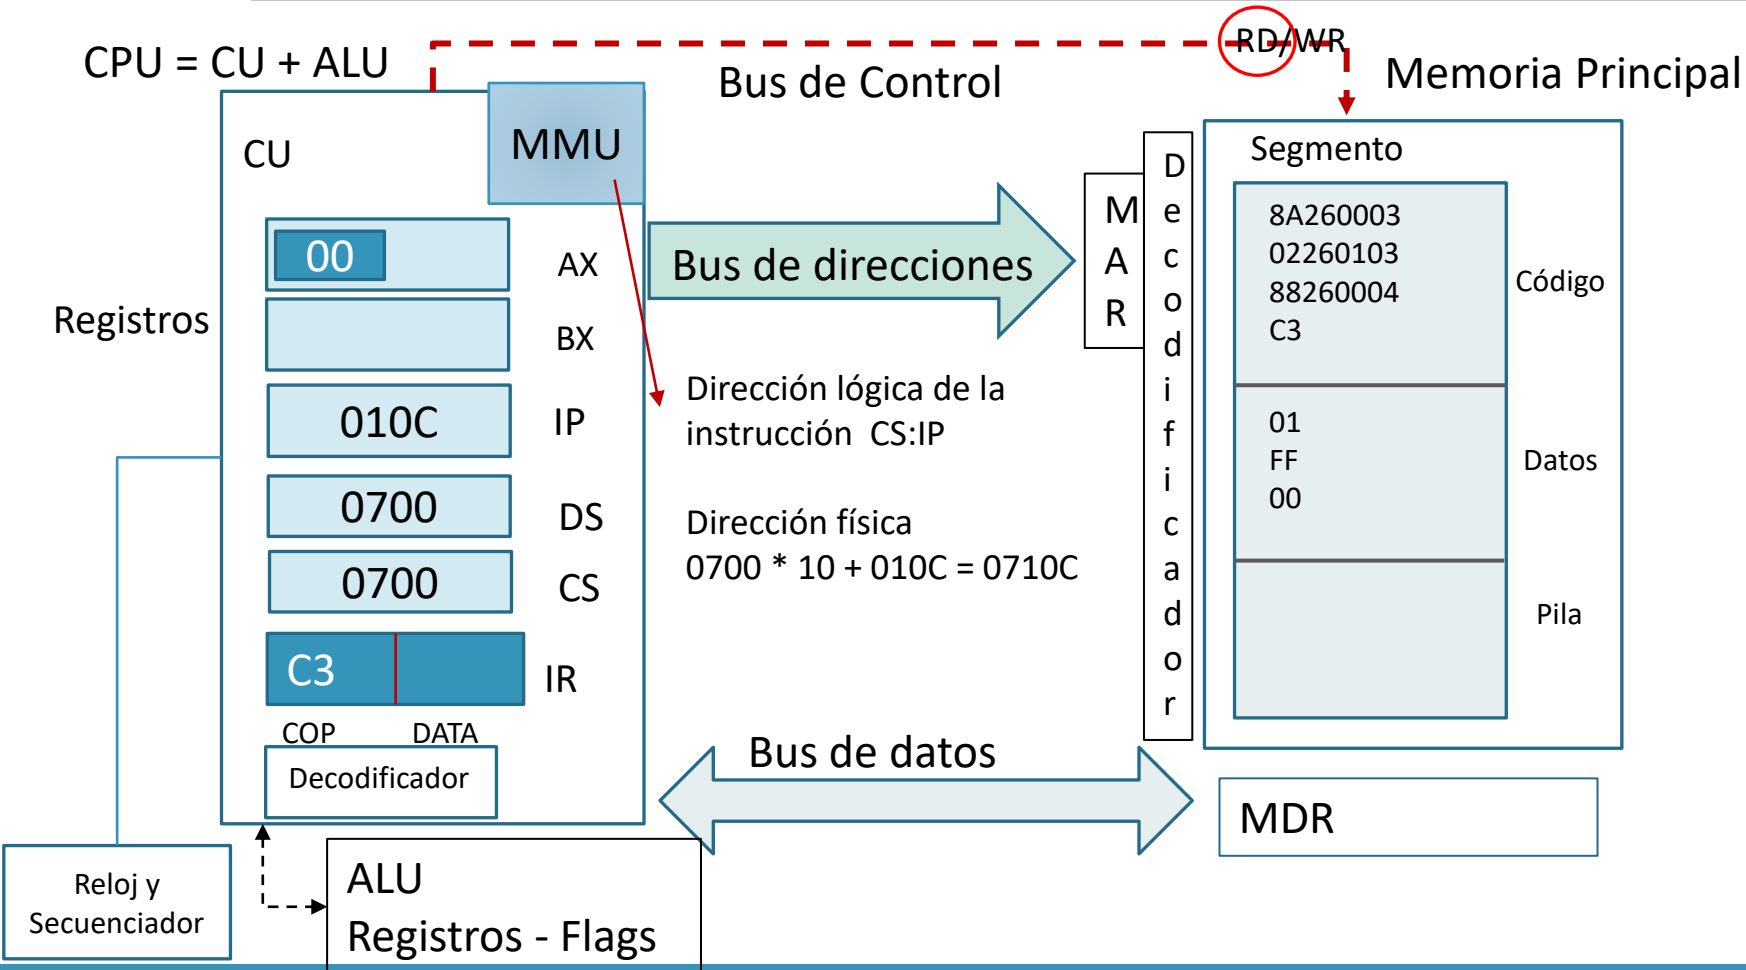 CPU = CU + ALU
RD/WR
Bus de Control
Memoria Principal
CU
MMU
Segmento
00
AX
BX
Registros
010C
IP
0700
DS
0700
CS
C3
IR
COP DATA
Decodificador
Reloj y
Secuenciador
ALU
Registros - Flags
Bus de direcciones
Dirección lógica de la
instrucción CS:IP
Dirección física
0700 * 10 + 010C = 0710C
Bus de datos
M
A
R
D
e
c
o
d
i
f
i
c
a
d
o
r
8A260003
02260103
88260004
C3
Código
01
FF
00
Datos
Pila
MDR